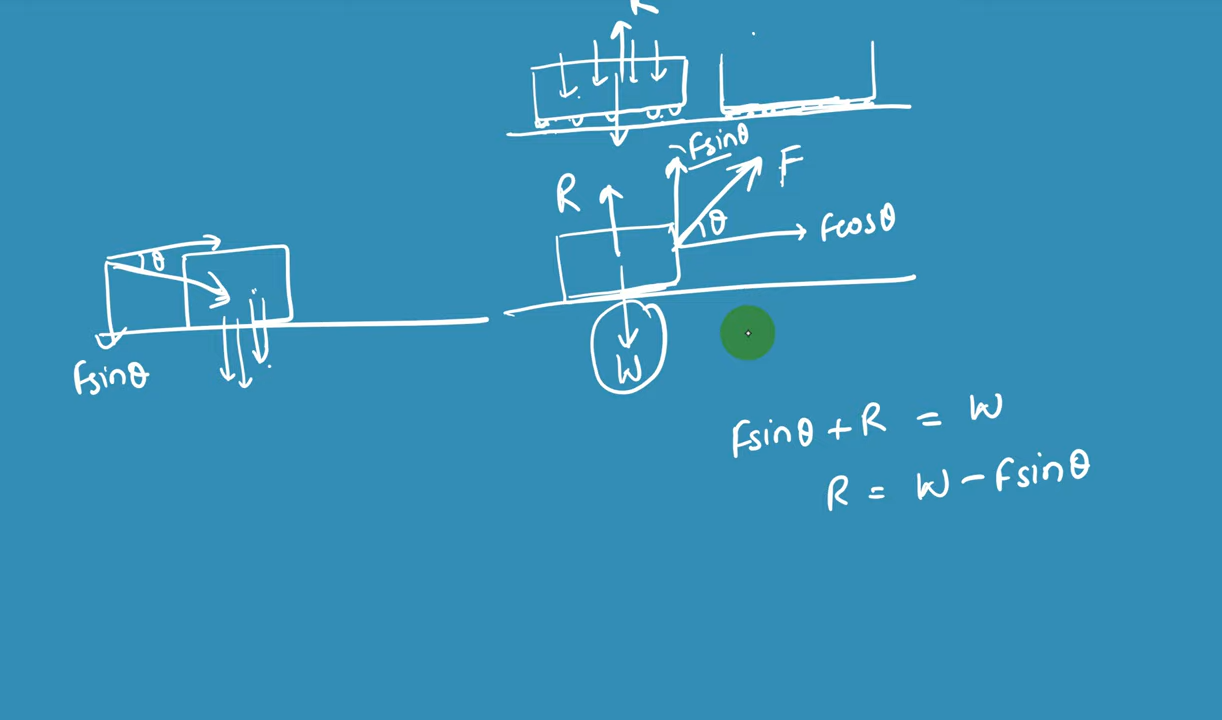 R
Fsinθ
F
R
θ
Fcosθ
θ
W
Fsinθ
Fsinθ + R = W
R = W - Fsinθ